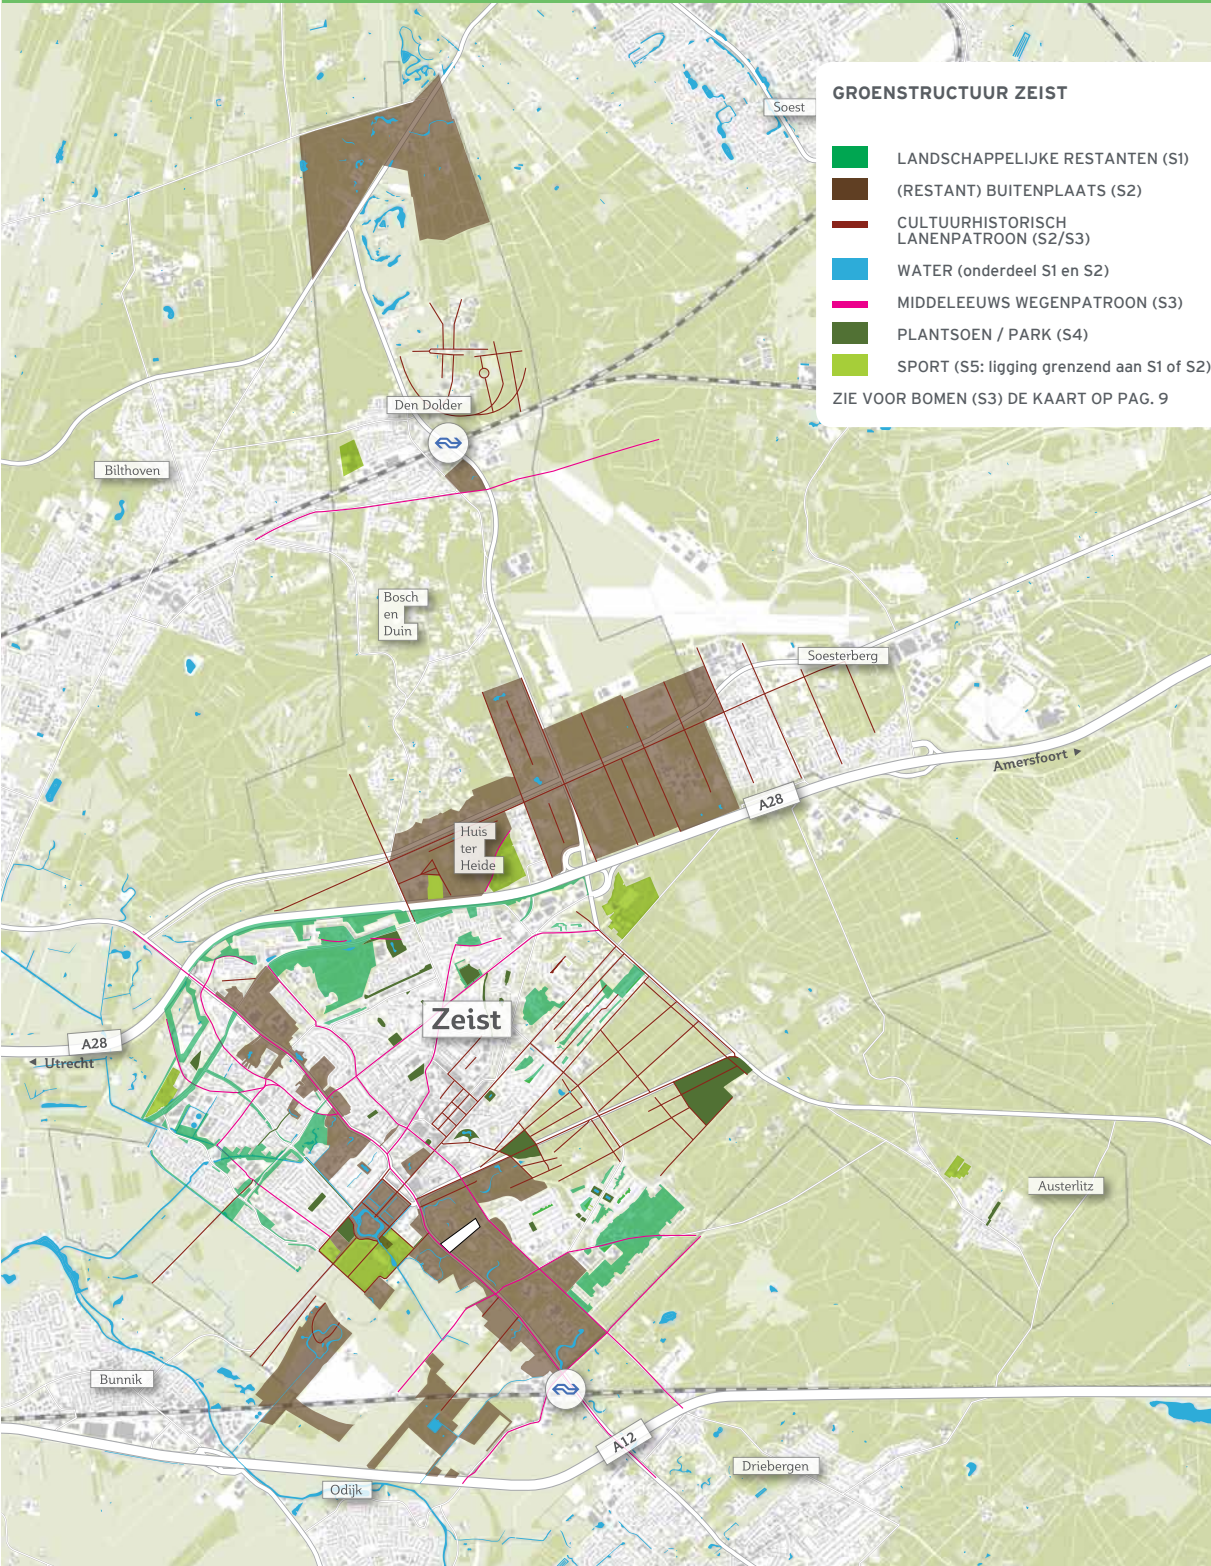 GROENSTRUCTUUR ZEIST
LANDSCHAPPELIJKE RESTANTEN (S1)
(RESTANT) BUITENPLAATS (S2)
CULTUURHISTORISCH
LANENPATROON (S2/S3)
WATER (onderdeel S1 en S2)
MIDDELEEUWS WEGENPATROON (S3)
PLANTSOEN / PARK (S4)
SPORT (S5: ligging grenzend aan S1 of S2)
ZIE VOOR BOMEN (S3) DE KAART OP PAG. 9
Soest
Den Dolder
Bilthoven
Bosch
en
Duin
Soesterberg
Amersfoort
A28
Huis
ter
Heide
Zeist
A28
Utrecht
Austerlitz
Bunnik
A12
Driebergen
Odijk